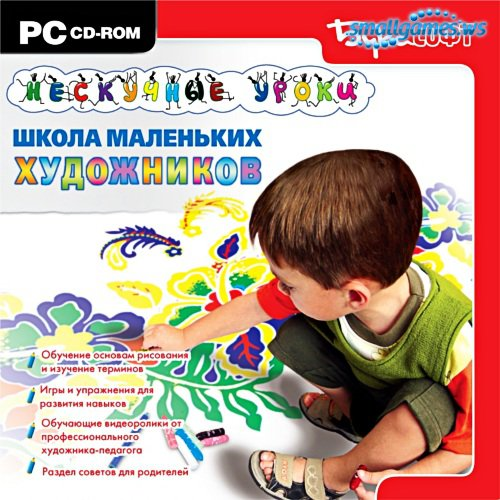 PC CD-ROM
smallgames.ws
софт
НЕСКУЧНЫЕ УРОКИ
ШКОЛА МАЛЕНЬКИХ
ХУДОЖНИКОВ
Обучение основам рисования
и изучение терминов
Игры и упражнения для
развития навыков
Обучающие видеоролики от
профессионального
художника-педагога
Раздел советов для родителей